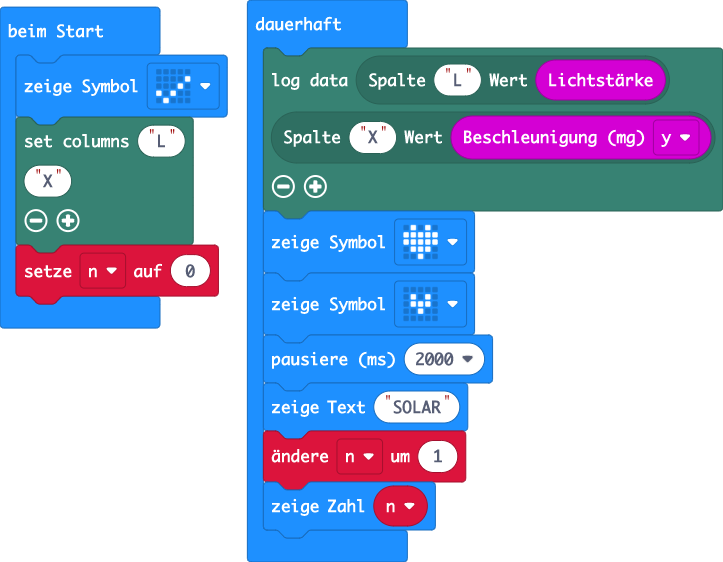 beim Start
zeige Symbol
set columns "L"
"X"
setze n auf 0
dauerhaft
log data Spalte "L" Wert Lichtstärke
Spalte "X" Wert Beschleunigung (mg) y
zeige Symbol
zeige Symbol
pausiere (ms) 2000
zeige Text "SOLAR"
ändere n um 1
zeige Zahl n